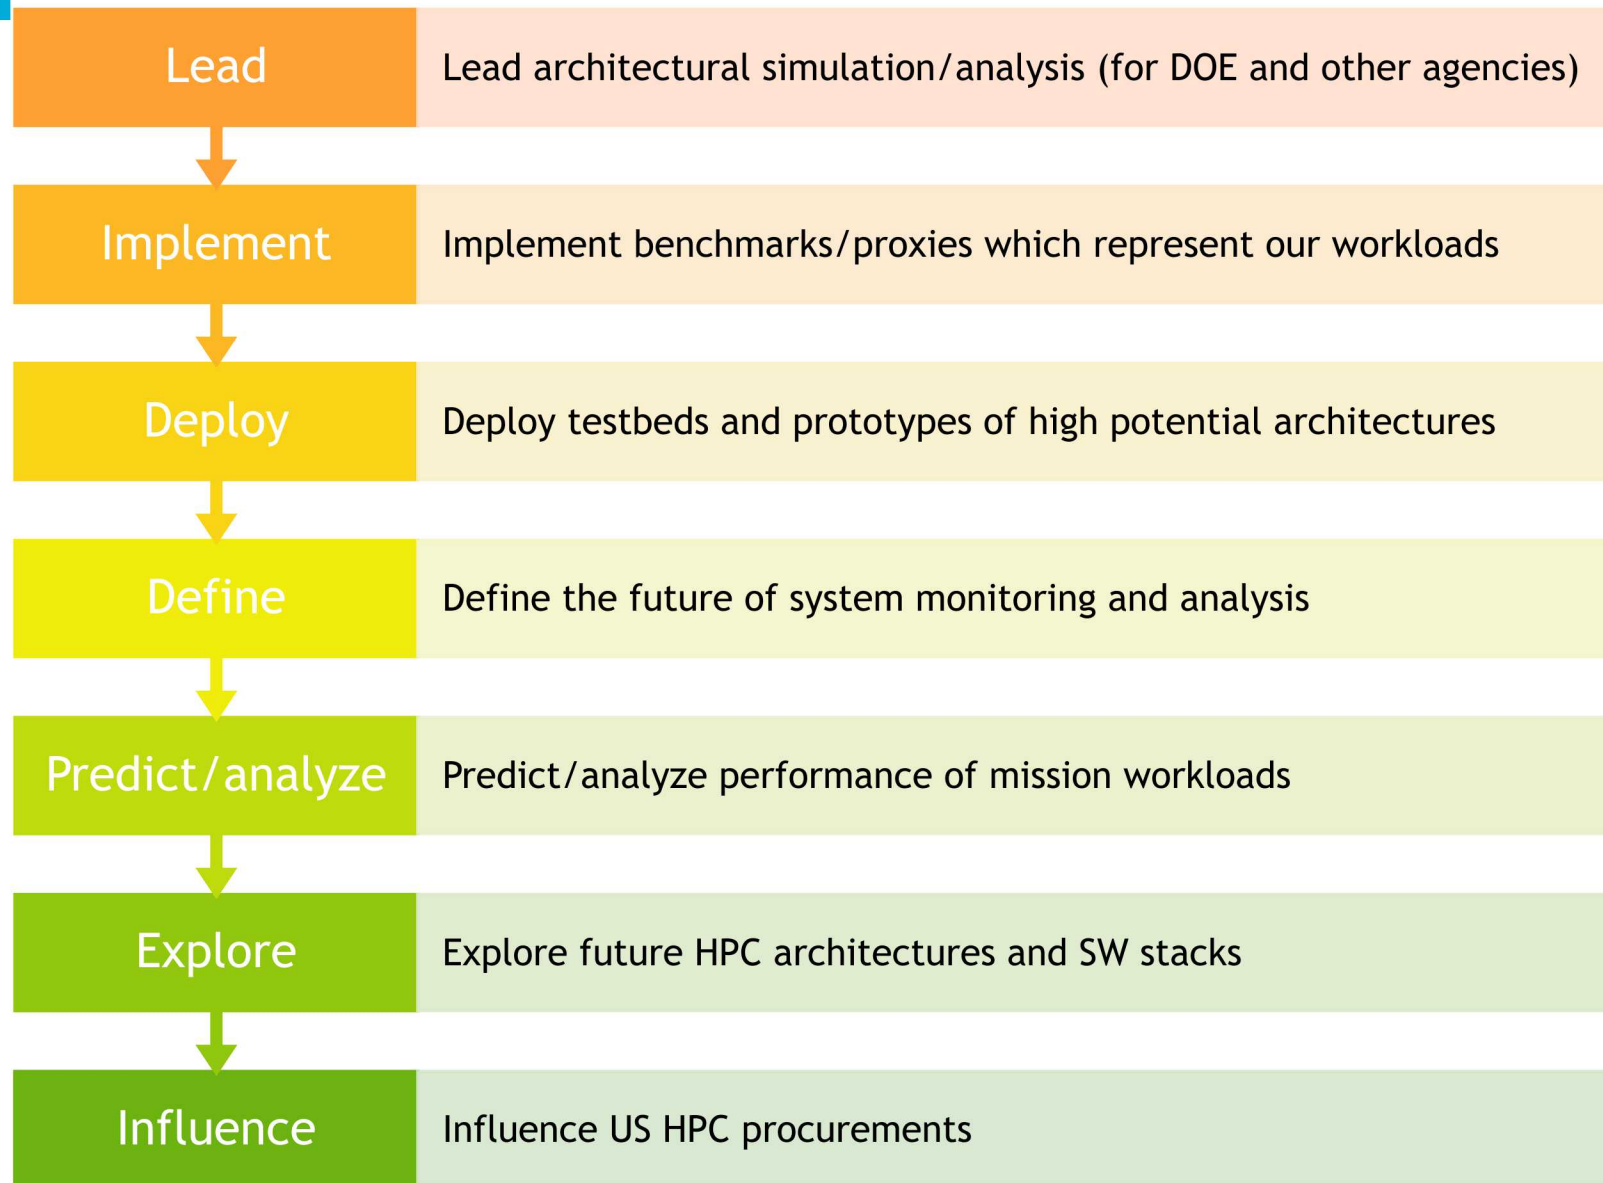 Lead
Lead architectural simulation/analysis (for DOE and other agencies)
Implement
Implement benchmarks/proxies which represent our workloads
Deploy
Deploy testbeds and prototypes of high potential architectures
Define
Define the future of system monitoring and analysis
Predict/analyze
Predict/analyze performance of mission workloads
Explore
Explore future HPC architectures and SW stacks
Influence
Influence US HPC procurements